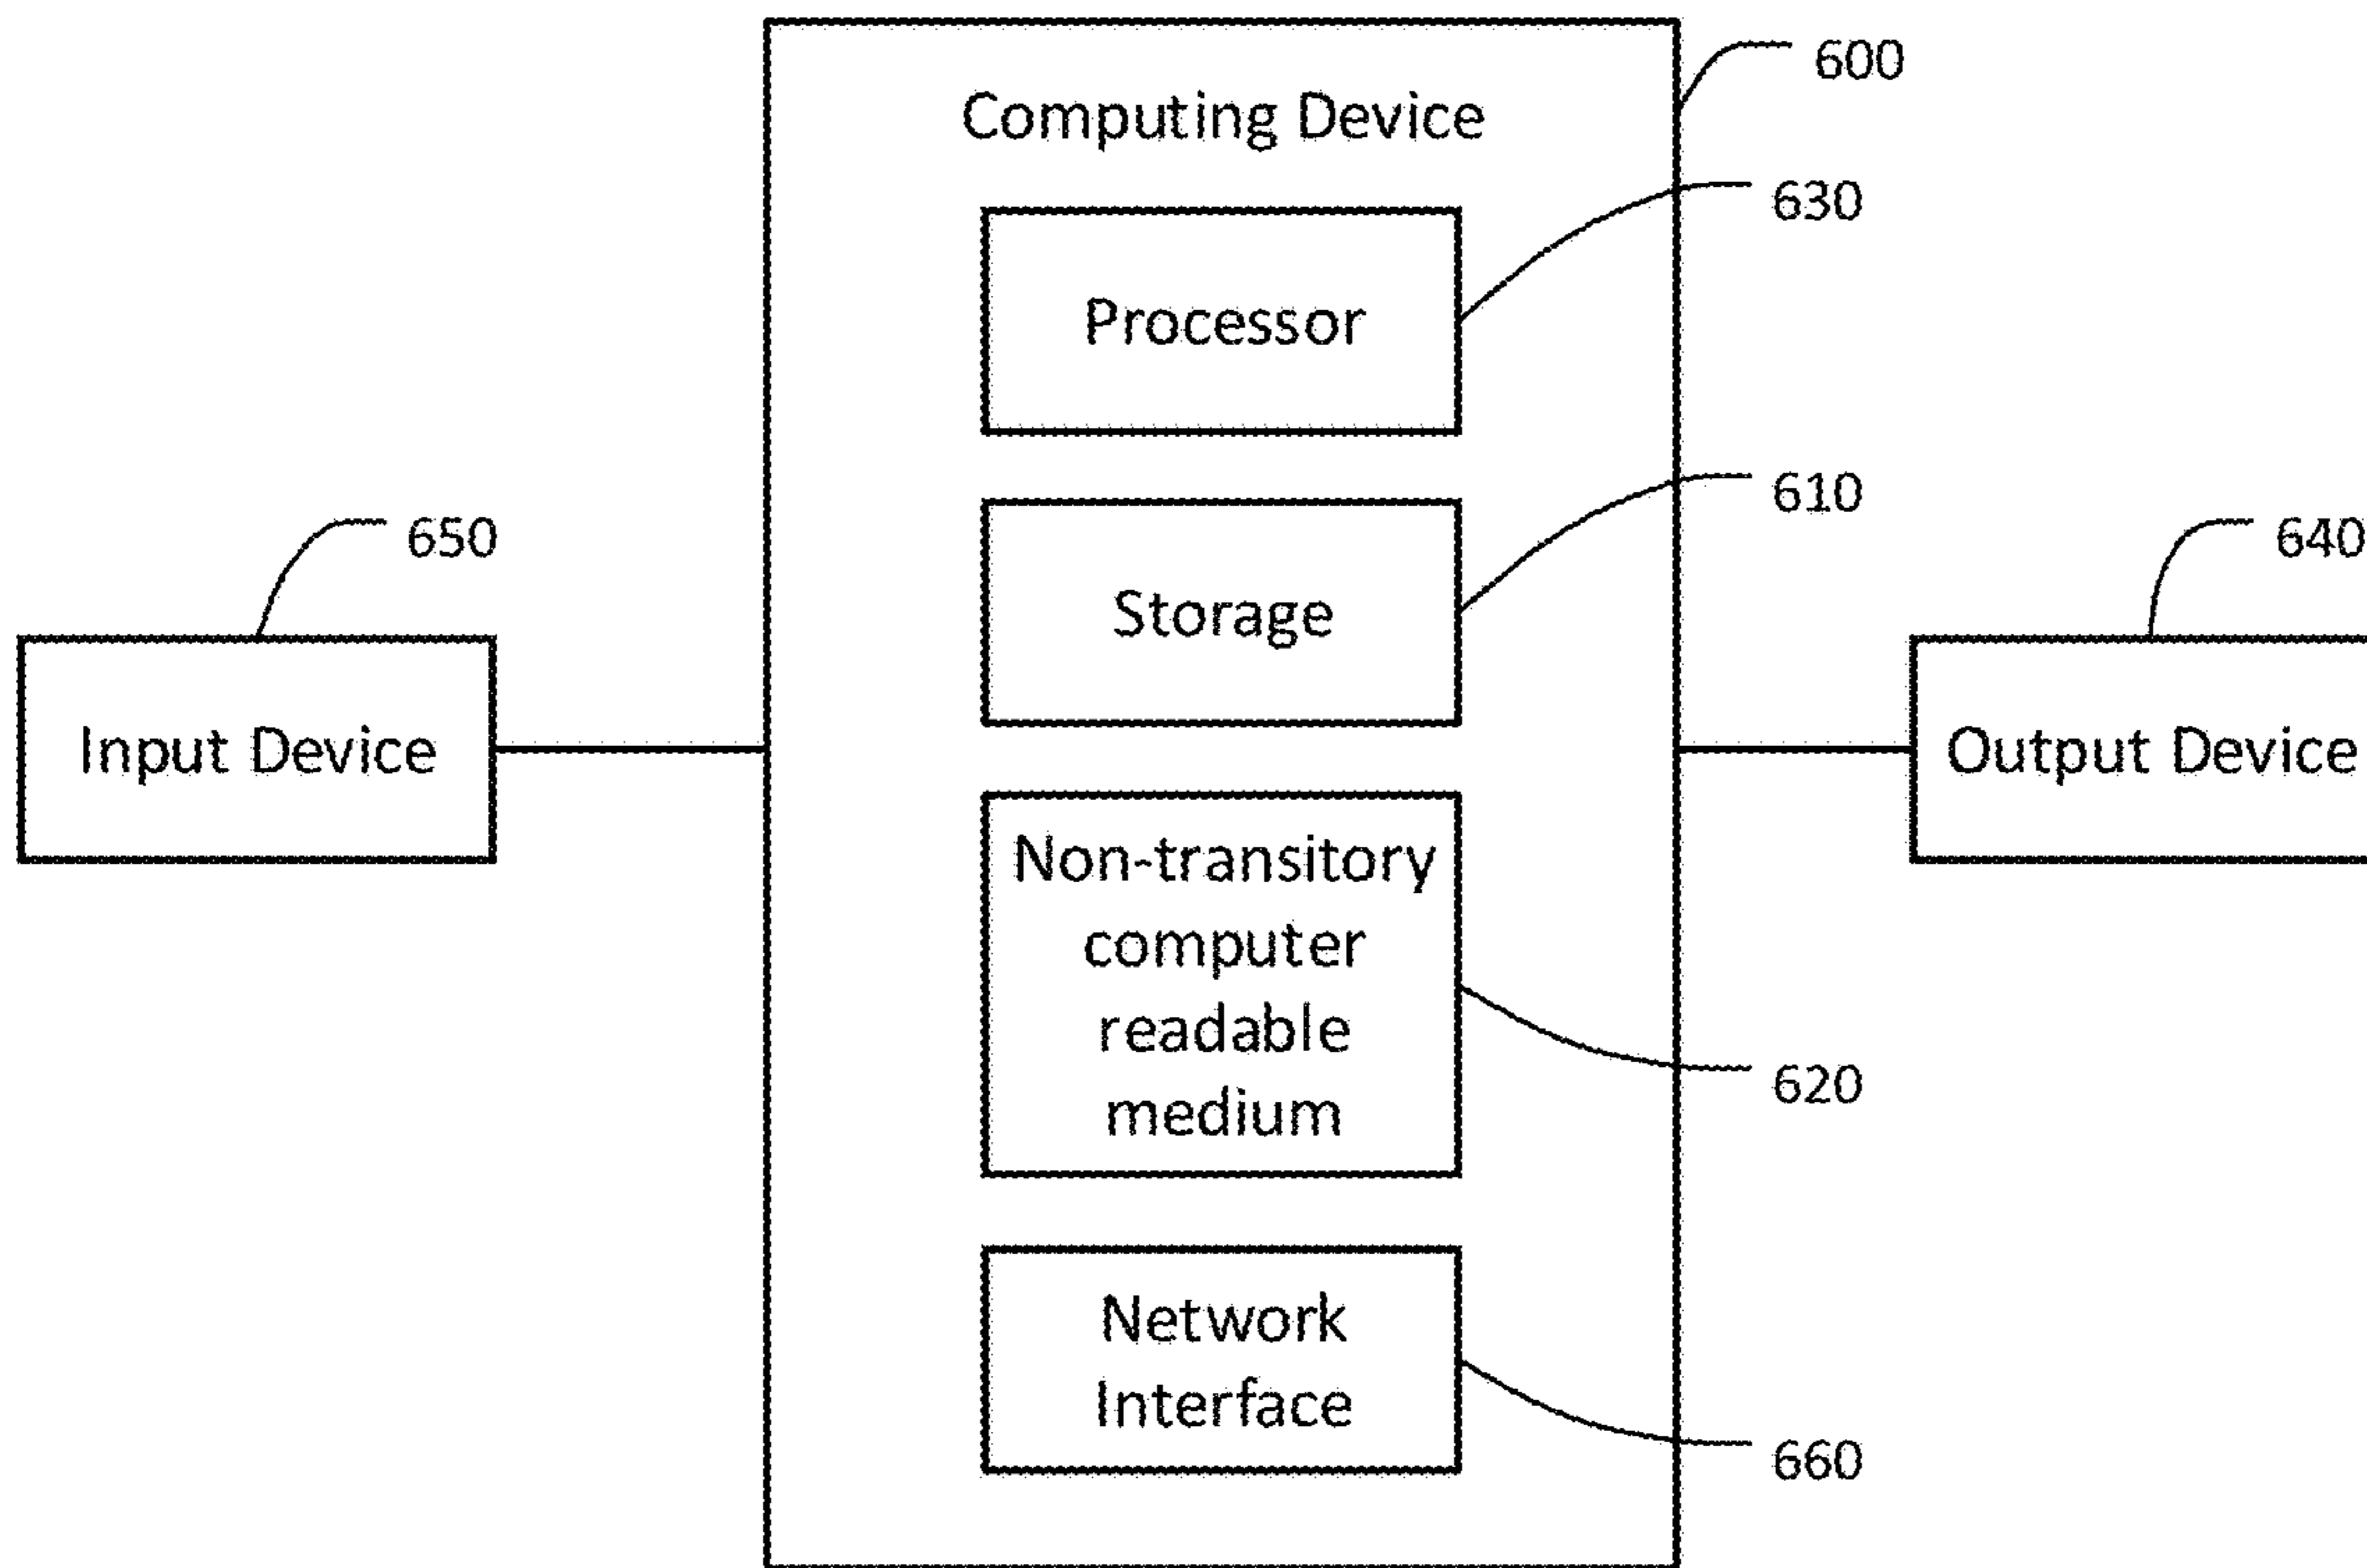 600
Computing Device
630
Processor
610
Storage
650
640
Input Device
Output Device
Non-transitory
computer
readable
medium
620
Network
Interface
660